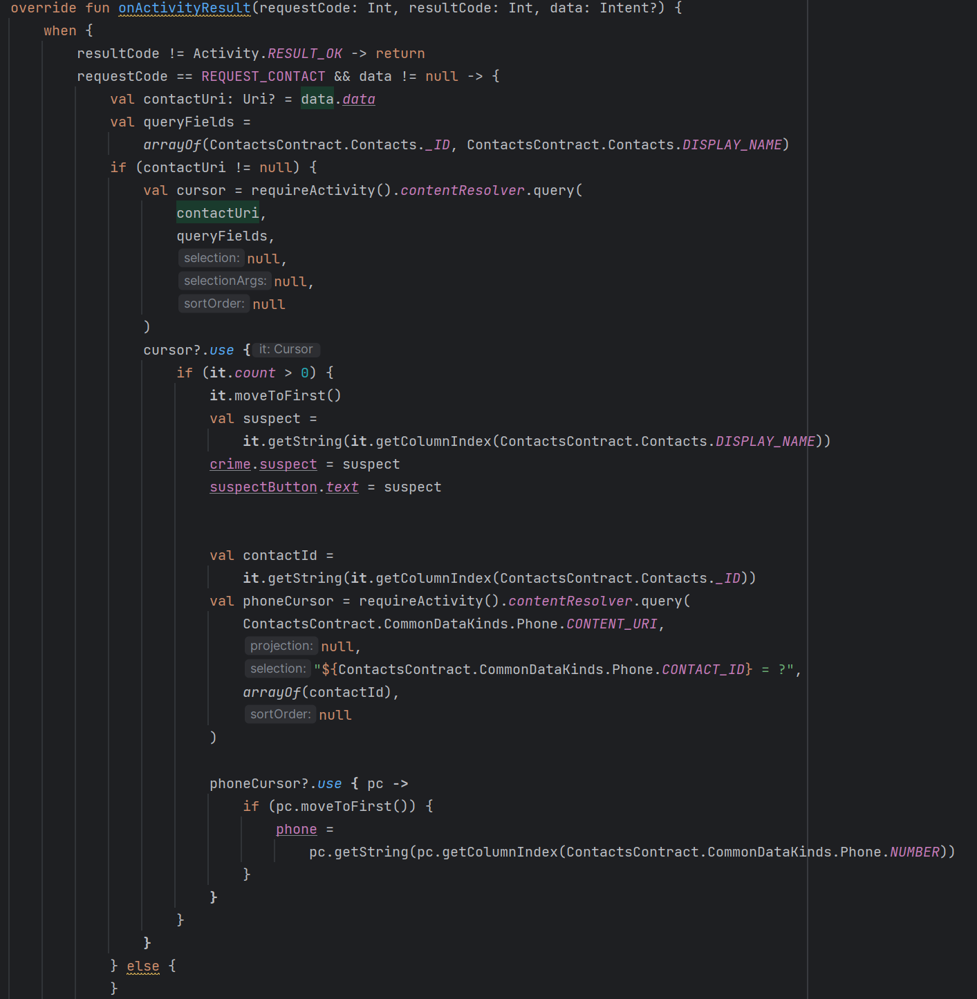 override fun onActivityResult(requestCode: Int, resultCode: Int, data: Intent?) {
when {
resultCode != Activity.RESULT_OK -> return
requestCode == REQUEST_CONTACT && data != null -> {
val contactUri: Uri? = data.data
val queryFields =
arrayOf(ContactsContract.Contacts._ID, ContactsContract.Contacts.DISPLAY_NAME)
if (contactUri != null) {
val cursor = requireActivity().contentResolver.query(
contactUri,
queryFields,
selection: null,
selectionArgs: null,
sortOrder: null
)
cursor?.use { it: Cursor
if (it.count > 0) {
it.moveToFirst()
val suspect =
it.getString(it.getColumnIndex(ContactsContract.Contacts.DISPLAY_NAME))
crime.suspect = suspect
suspectButton.text = suspect
val contactId =
it.getString(it.getColumnIndex(ContactsContract.Contacts._ID))
val phoneCursor = requireActivity().contentResolver.query(
ContactsContract.CommonDataKinds.Phone.CONTENT_URI,
projection: null,
selection: "${ContactsContract.CommonDataKinds.Phone.CONTACT_ID} = ?",
arrayOf(contactId),
sortOrder: null
)
phoneCursor?.use { pc ->
if (pc.moveToFirst()) {
phone =
pc.getString(pc.getColumnIndex(ContactsContract.CommonDataKinds.Phone.NUMBER))
}
}
}
}
} else {
}